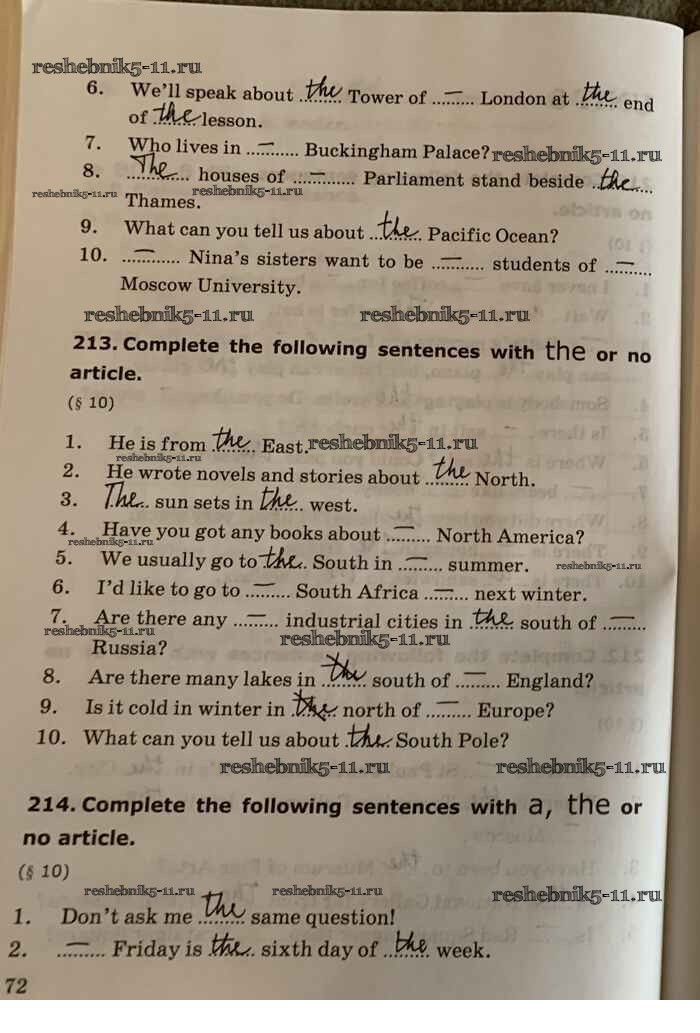 reshebnik5-11.ru
6. We'll speak about ..the.. Tower of ..—.. London at ..the.. end
of ..the.. lesson.
7. Who lives in ..—.. Buckingham Palace? reshebnik5-11.ru
8. ..The.. houses of ..—.. Parliament stand beside ..the..
reshebnik5-11.ru reshebnik5-11.ru
Thames.
9. What can you tell us about ..the.. Pacific Ocean?
10. ..—.. Nina's sisters want to be ..—.. students of ..—..
Moscow University.
reshebnik5-11.ru reshebnik5-11.ru
213. Complete the following sentences with the or no
article.
(§ 10)
1. He is from ..the.. East. reshebnik5-11.ru
reshebnik5-11.ru
2. He wrote novels and stories about ..the.. North.
3. ..The.. sun sets in ..the.. west.
4. Have you got any books about ..—.. North America?
reshebnik5-11.ru
5. We usually go to ..the.. South in ..—.. summer. reshebnik5-11.ru
6. I'd like to go to ..—.. South Africa ..—.. next winter.
7. Are there any ..—.. industrial cities in ..the.. south of ..—..
reshebnik5-11.ru reshebnik5-11.ru
Russia?
8. Are there many lakes in ..the.. south of ..—.. England?
9. Is it cold in winter in ..the.. north of ..—.. Europe?
10. What can you tell us about ..the.. South Pole?
reshebnik5-11.ru reshebnik5-11.ru
214. Complete the following sentences with a, the or
no article.
(§ 10)
reshebnik5-11.ru reshebnik5-11.ru reshebnik5-11.ru
1. Don't ask me ..the.. same question!
2. ..—.. Friday is ..the.. sixth day of ..the.. week.
72